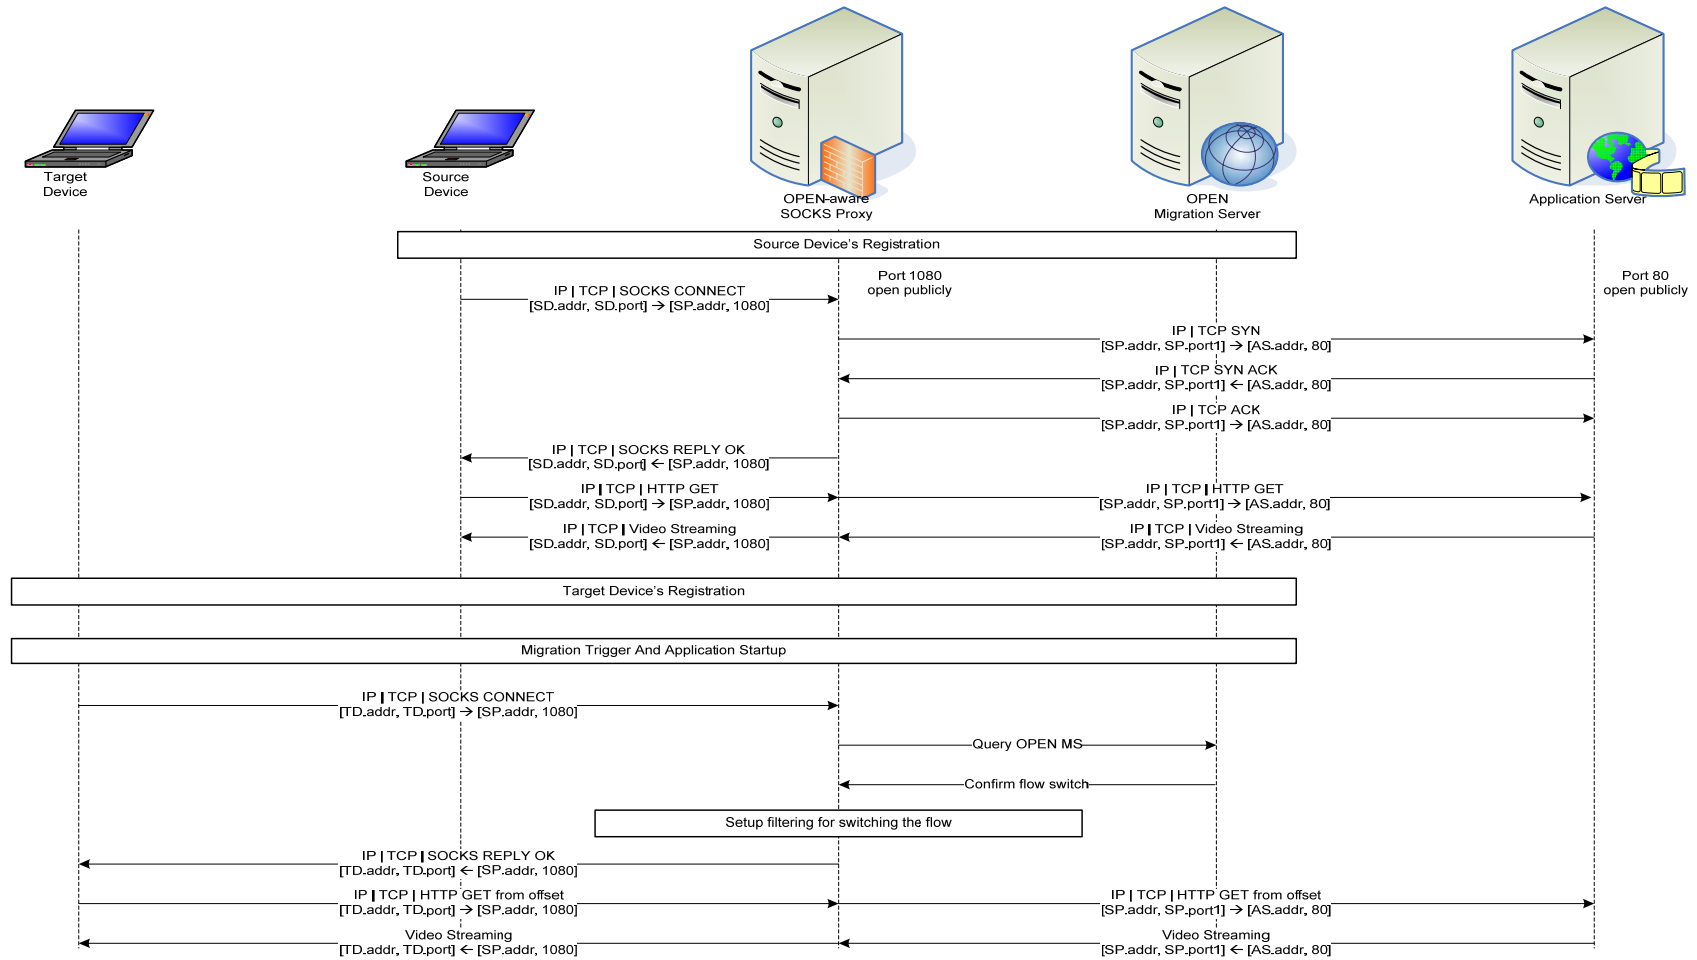 Target
Device
Source
Device
OPEN-aware
SOCKS Proxy
OPEN
Migration Server
Application Server
Source Device's Registration
Port 1080
open publicly
Port 80
open publicly
IP | TCP | SOCKS CONNECT
[SD.addr, SD.port] → [SP.addr, 1080]
IP | TCP SYN
[SP.addr, SP.port1] → [AS.addr, 80]
IP | TCP SYN ACK
[SP.addr, SP.port1] ← [AS.addr, 80]
IP | TCP ACK
[SP.addr, SP.port1] → [AS.addr, 80]
IP | TCP | SOCKS REPLY OK
[SD.addr, SD.port] ← [SP.addr, 1080]
IP | TCP | HTTP GET
[SD.addr, SD.port] → [SP.addr, 1080]
IP | TCP | HTTP GET
[SP.addr, SP.port1] → [AS.addr, 80]
IP | TCP | Video Streaming
[SD.addr, SD.port] ← [SP.addr, 1080]
IP | TCP | Video Streaming
[SP.addr, SP.port1] ← [AS.addr, 80]
Target Device's Registration
Migration Trigger And Application Startup
IP | TCP | SOCKS CONNECT
[TD.addr, TD.port] → [SP.addr, 1080]
Query OPEN MS
Confirm flow switch
Setup filtering for switching the flow
IP | TCP | SOCKS REPLY OK
[TD.addr, TD.port] ← [SP.addr, 1080]
IP | TCP | HTTP GET from offset
[TD.addr, TD.port] → [SP.addr, 1080]
IP | TCP | HTTP GET from offset
[SP.addr, SP.port1] → [AS.addr, 80]
Video Streaming
[TD.addr, TD.port] ← [SP.addr, 1080]
Video Streaming
[SP.addr, SP.port1] ← [AS.addr, 80]